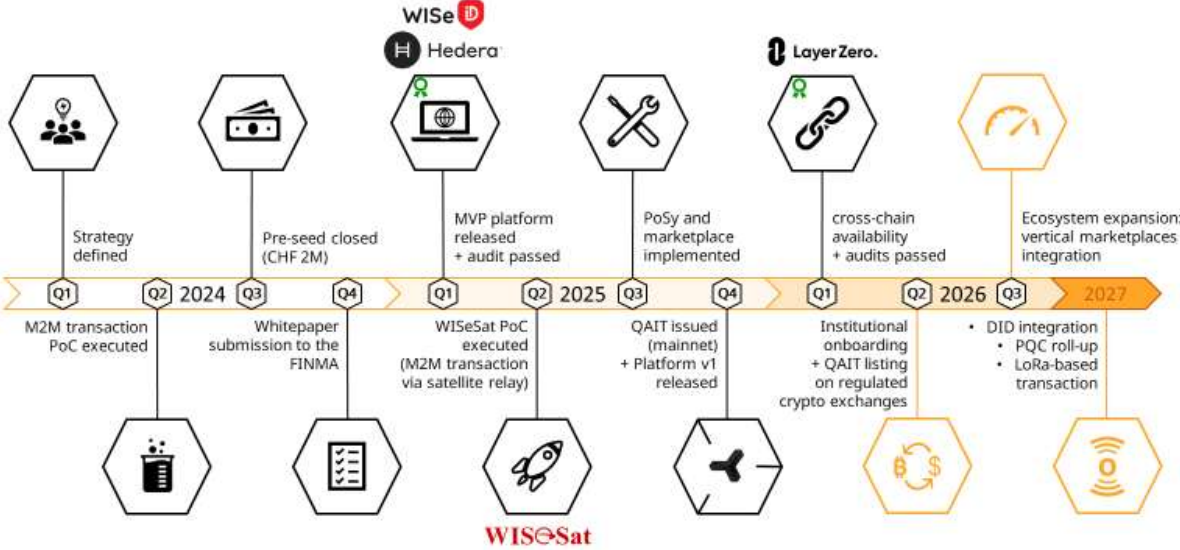 WISe iD
Hedera
LayerZero.
Strategy
defined
Pre-seed closed
(CHF 2M)
MVP platform
released
+ audit passed
PoSy and
marketplace
implemented
cross-chain
availability
+ audits passed
Ecosystem expansion:
vertical marketplaces
integration
Q1 Q2 2024 Q3 Q4 Q1 Q2 2025 Q3 Q4 Q1 Q2 2026 Q3 2027
M2M transaction
PoC executed
Whitepaper
submission to the
FINMA
WISeSat PoC
executed
(M2M transaction
via satellite relay)
QAIT issued
(mainnet)
+ Platform v1
released
Institutional
onboarding
+ QAIT listing
on regulated
crypto exchanges
• DID integration
• PQC roll-up
• LoRa-based
transaction
WISeSat